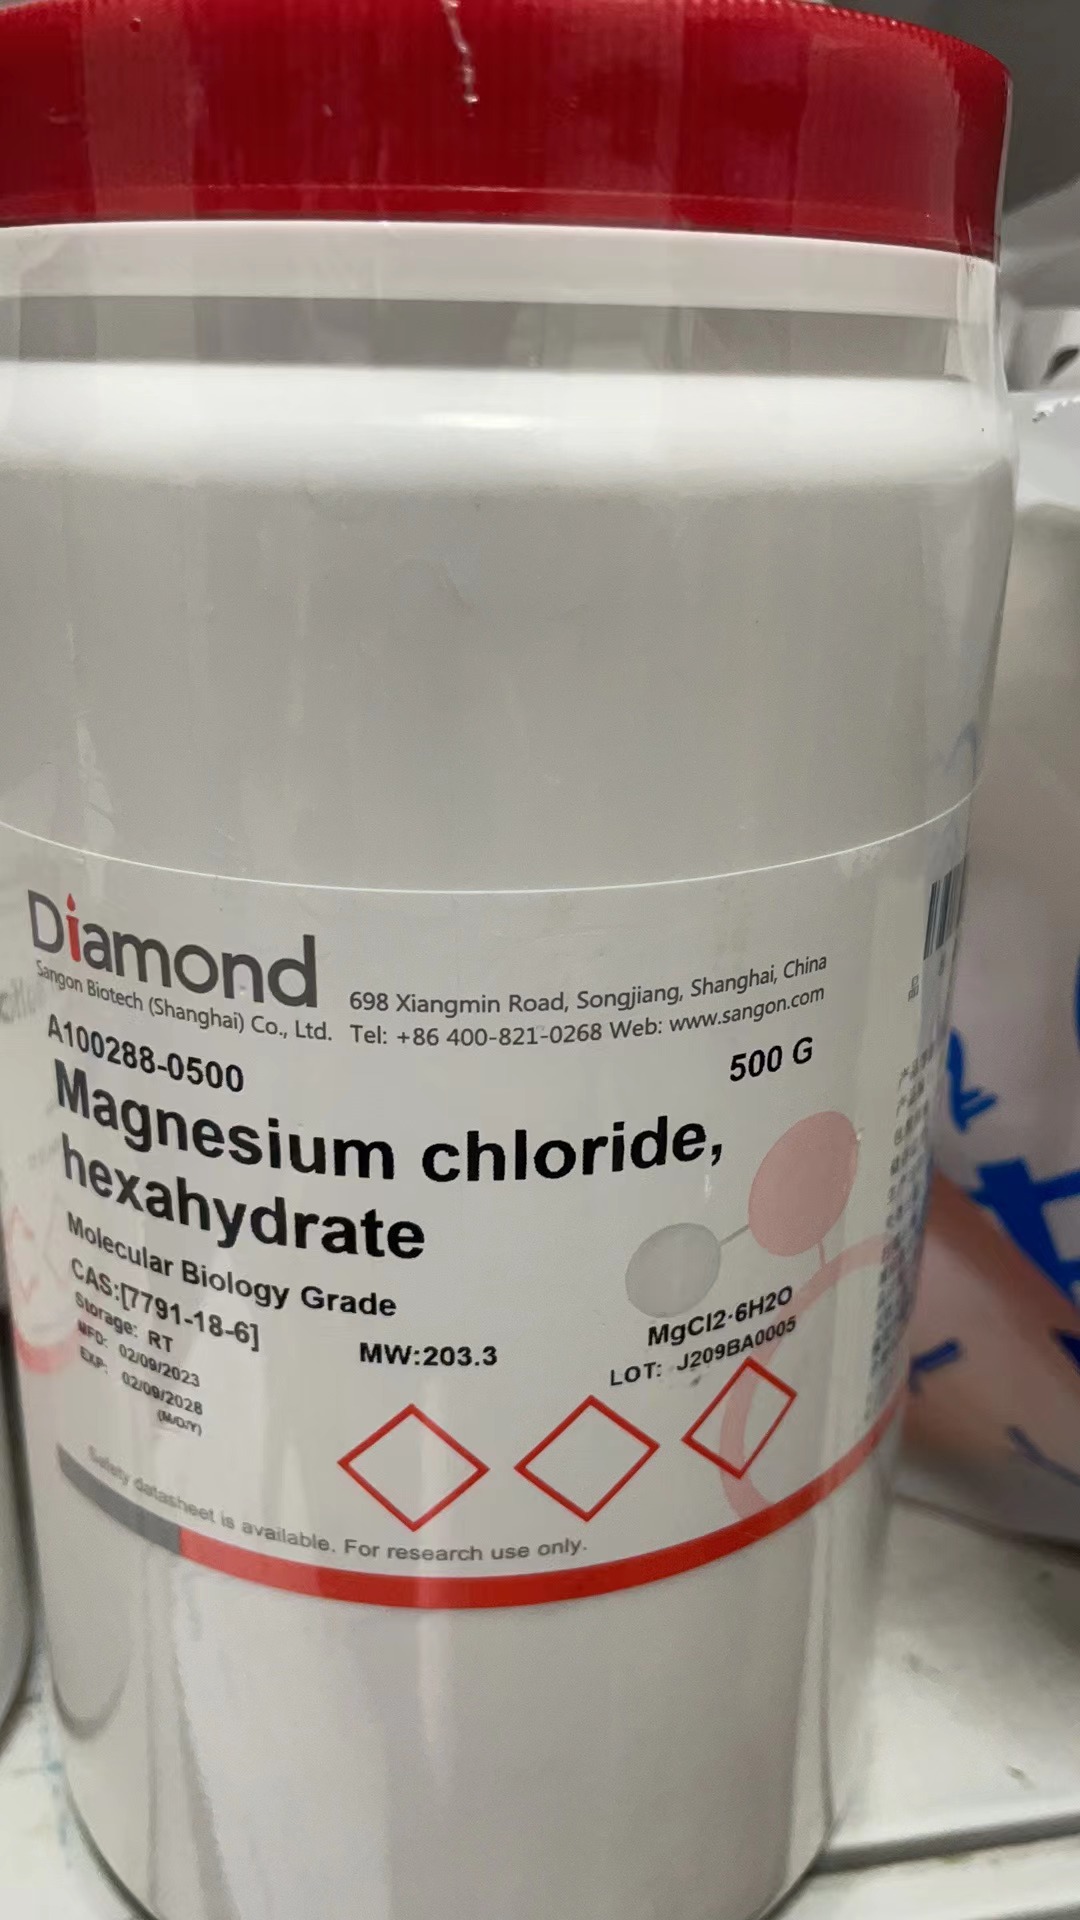 Diamond
Sangon Biotech (Shanghai) Co., Ltd.
698 Xiangmin Road, Songjiang, Shanghai, China
Tel: +86 400-821-0268 Web: www.sangon.com
A100288-0500
500 G
Magnesium chloride,
hexahydrate
Molecular Biology Grade
CAS:[7791-18-6]
Storage: RT
MFD: 02/09/2023
EXP: 02/09/2028
(M/D/Y)
MW:203.3
MgCl2·6H2O
LOT: J209BA0005
Safety datasheet is available. For research use only.